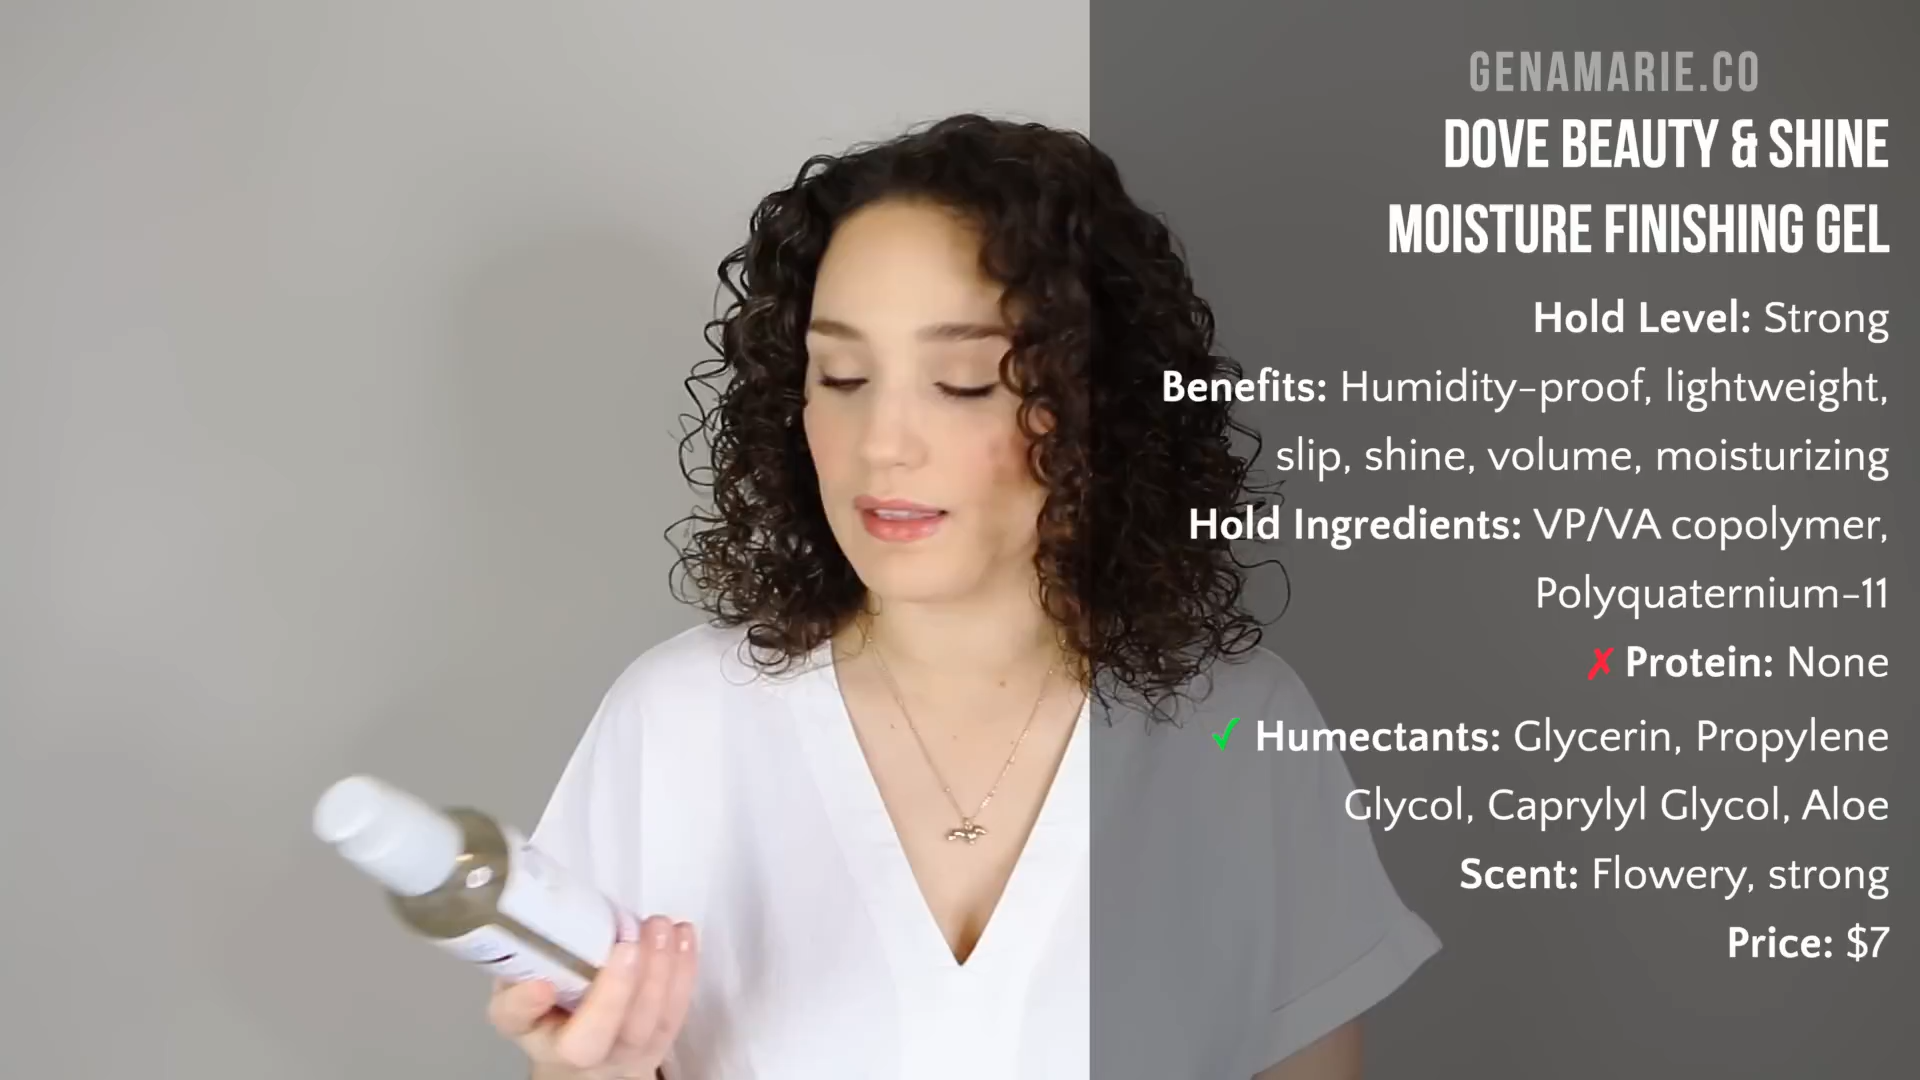 GENAMARIE.CO
DOVE BEAUTY & SHINE
MOISTURE FINISHING GEL
Hold Level: Strong
Benefits: Humidity-proof, lightweight,
slip, shine, volume, moisturizing
Hold Ingredients: VP/VA copolymer,
Polyquaternium-11
✗ Protein: None
✓ Humectants: Glycerin, Propylene
Glycol, Caprylyl Glycol, Aloe
Scent: Flowery, strong
Price: $7